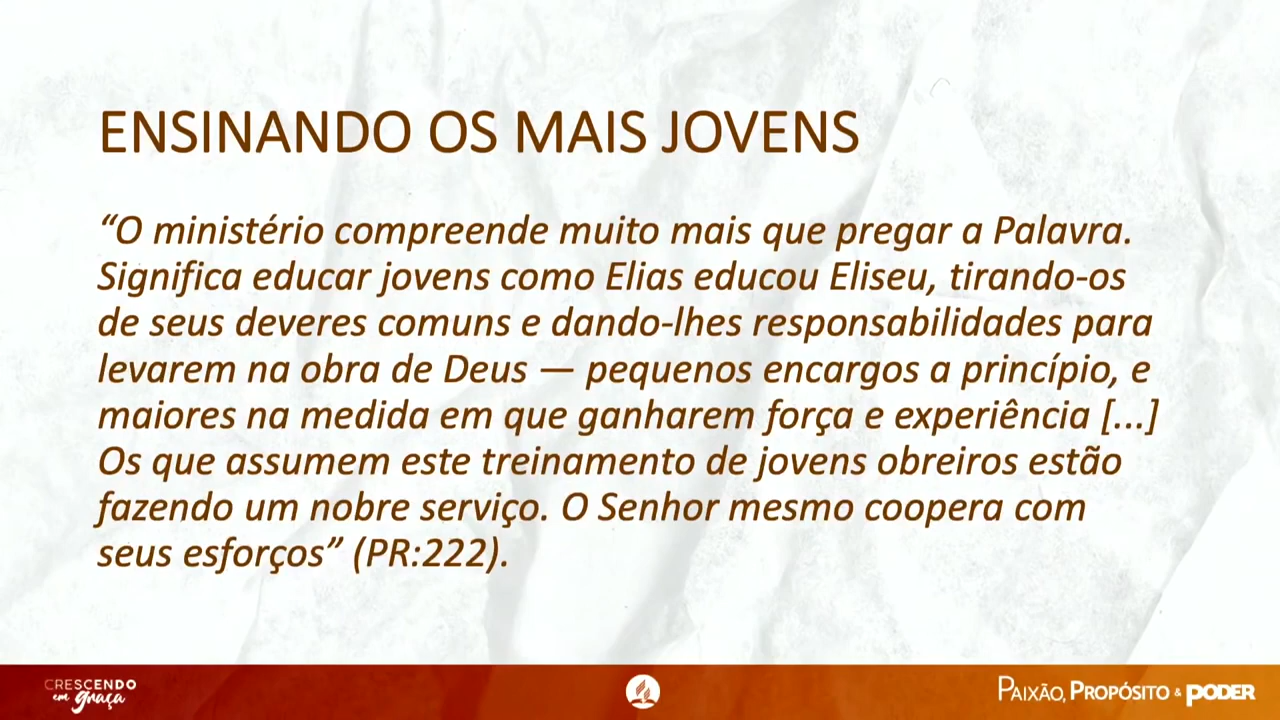 ENSINANDO OS MAIS JOVENS
“O ministério compreende muito mais que pregar a Palavra.
Significa educar jovens como Elias educou Eliseu, tirando-os
de seus deveres comuns e dando-lhes responsabilidades para
levarem na obra de Deus — pequenos encargos a princípio, e
maiores na medida em que ganharem força e experiência [...]
Os que assumem este treinamento de jovens obreiros estão
fazendo um nobre serviço. O Senhor mesmo coopera com
seus esforços” (PR:222).
CRESCENDO
em graça
PAIXÃO, PROPÓSITO & PODER